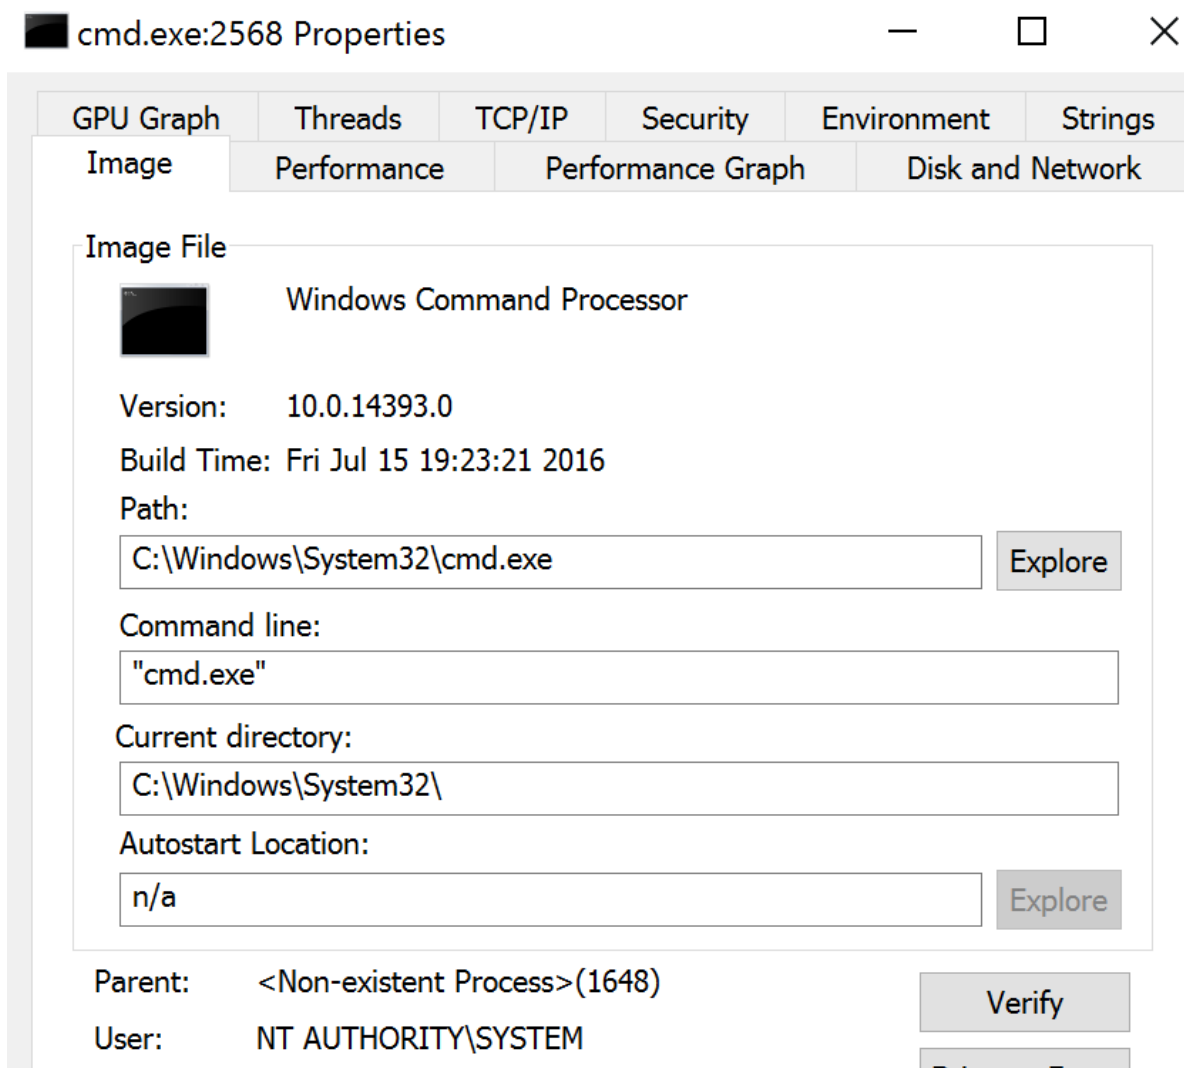 cmd.exe:2568 Properties
GPU Graph Threads TCP/IP Security Environment Strings
Image Performance Performance Graph Disk and Network
Image File
Windows Command Processor
Version: 10.0.14393.0
Build Time: Fri Jul 15 19:23:21 2016
Path:
C:\Windows\System32\cmd.exe Explore
Command line:
"cmd.exe"
Current directory:
C:\Windows\System32\
Autostart Location:
n/a Explore
Parent: <Non-existent Process>(1648)
Verify
User: NT AUTHORITY\SYSTEM